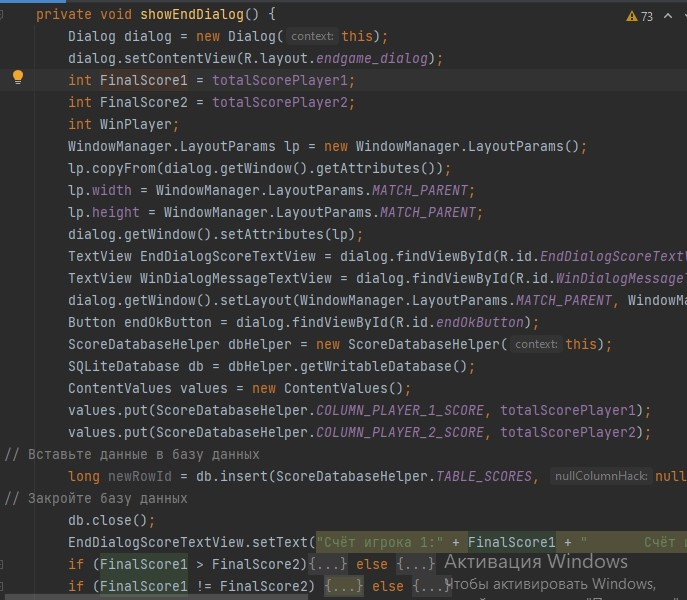 private void showEndDialog() {
73
Dialog dialog = new Dialog( context: this);
dialog.setContentView(R.layout.endgame_dialog);
int FinalScore1 = totalScorePlayer1;
int FinalScore2 = totalScorePlayer2;
int WinPlayer;
WindowManager.LayoutParams lp = new WindowManager.LayoutParams();
lp.copyFrom(dialog.getWindow().getAttributes());
lp.width = WindowManager.LayoutParams.MATCH_PARENT;
lp.height = WindowManager.LayoutParams.MATCH_PARENT;
dialog.getWindow().setAttributes(lp);
TextView EndDialogScoreTextView = dialog.findViewById(R.id.EndDialogScoreTextV
TextView WinDialogMessageTextView = dialog.findViewById(R.id.WinDialogMessageT
dialog.getWindow().setLayout(WindowManager.LayoutParams.MATCH_PARENT, WindowMa
Button endOkButton = dialog.findViewById(R.id.endOkButton);
ScoreDatabaseHelper dbHelper = new ScoreDatabaseHelper( context: this);
SQLiteDatabase db = dbHelper.getWritableDatabase();
ContentValues values = new ContentValues();
values.put(ScoreDatabaseHelper.COLUMN_PLAYER_1_SCORE, totalScorePlayer1);
values.put(ScoreDatabaseHelper.COLUMN_PLAYER_2_SCORE, totalScorePlayer2);
// Вставьте данные в базу данных
long newRowId = db.insert(ScoreDatabaseHelper.TABLE_SCORES, nullColumnHack: null
// Закройте базу данных
db.close();
EndDialogScoreTextView.setText("Счёт игрока 1:" + FinalScore1 + " Счёт
if (FinalScore1 > FinalScore2){...} else {...}
Активация Windows
if (FinalScore1 != FinalScore2) {...} else {...}
Чтобы активировать Windows,